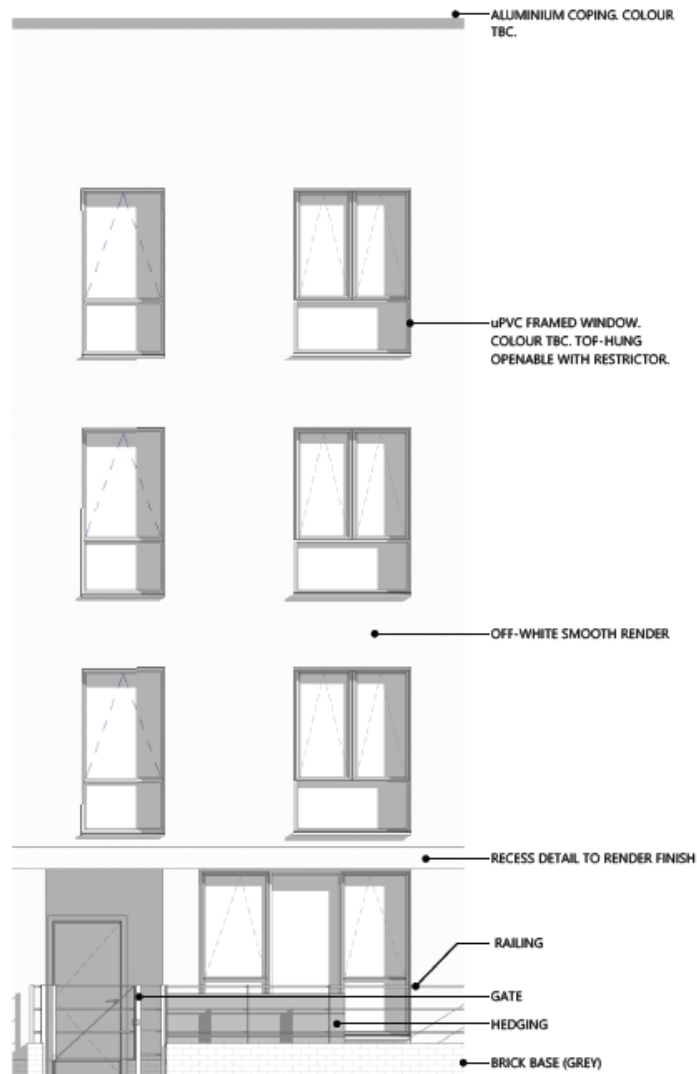 ALUMINIUM COPING. COLOUR
TBC.
uPVC FRAMED WINDOW.
COLOUR TBC. TOP-HUNG
OPENABLE WITH RESTRICTOR.
OFF-WHITE SMOOTH RENDER
RECESS DETAIL TO RENDER FINISH
RAILING
GATE
HEDGING
BRICK BASE (GREY)